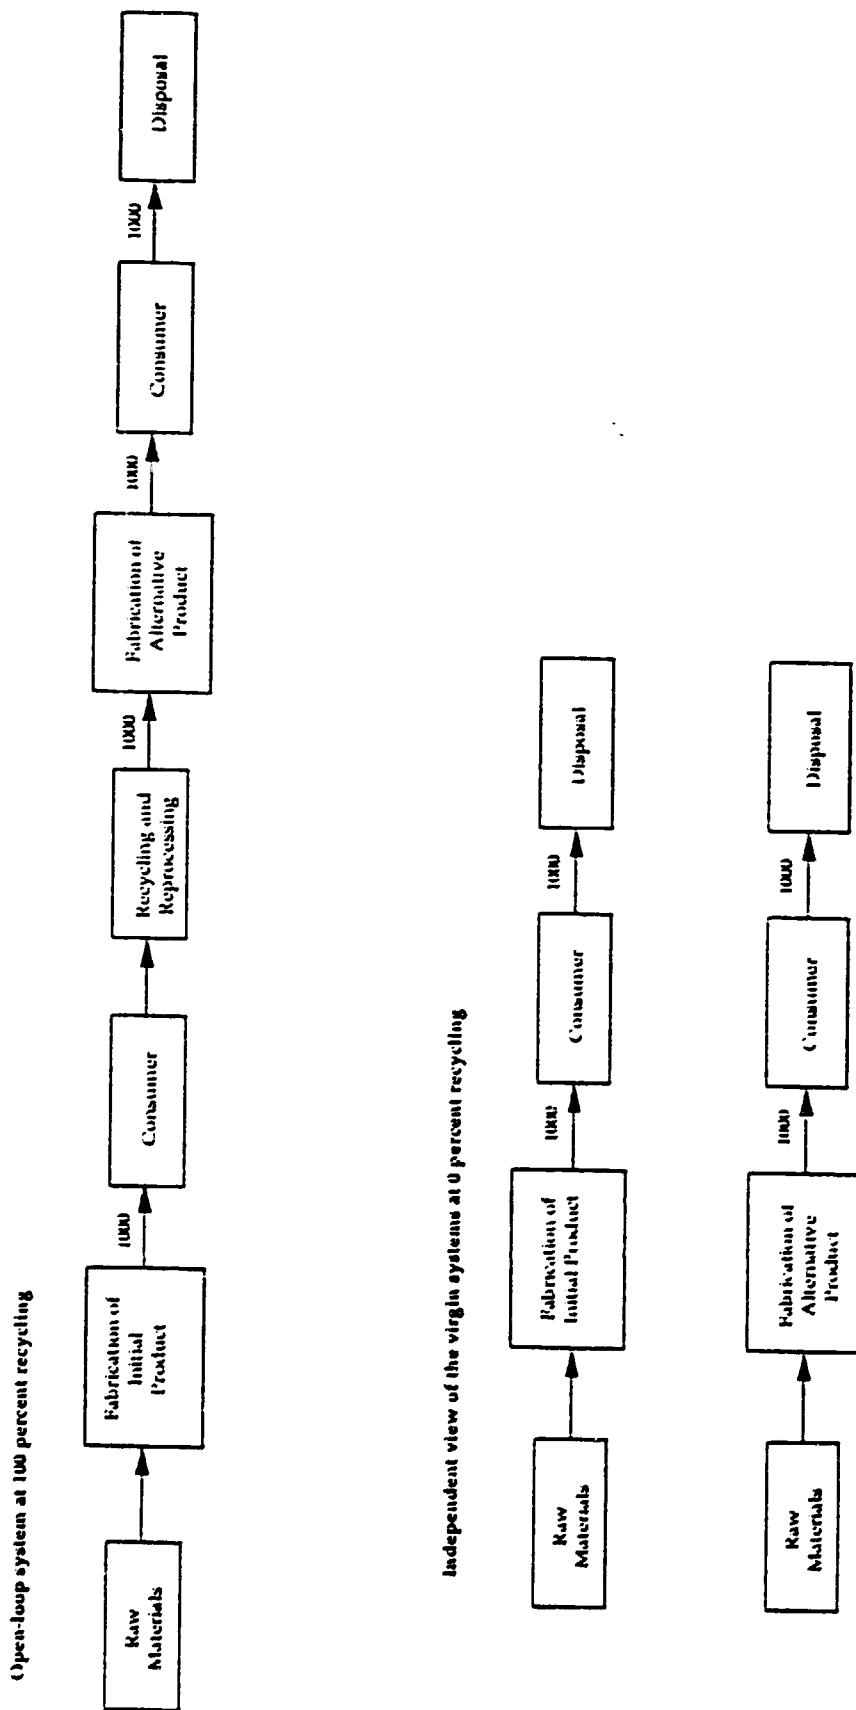 Open-loop system at 100 percent recycling
Raw
Materials
Fabrication of
Initial
Product
1000
Consumer
Recycling and
Reprocessing
1000
Fabrication of
Alternative
Product
1000
Consumer
1000
Disposal
Independent view of the virgin systems at 0 percent recycling
Raw
Materials
Fabrication of
Initial Product
1000
Consumer
1000
Disposal
Raw
Materials
Fabrication of
Alternative
Product
1000
Consumer
1000
Disposal